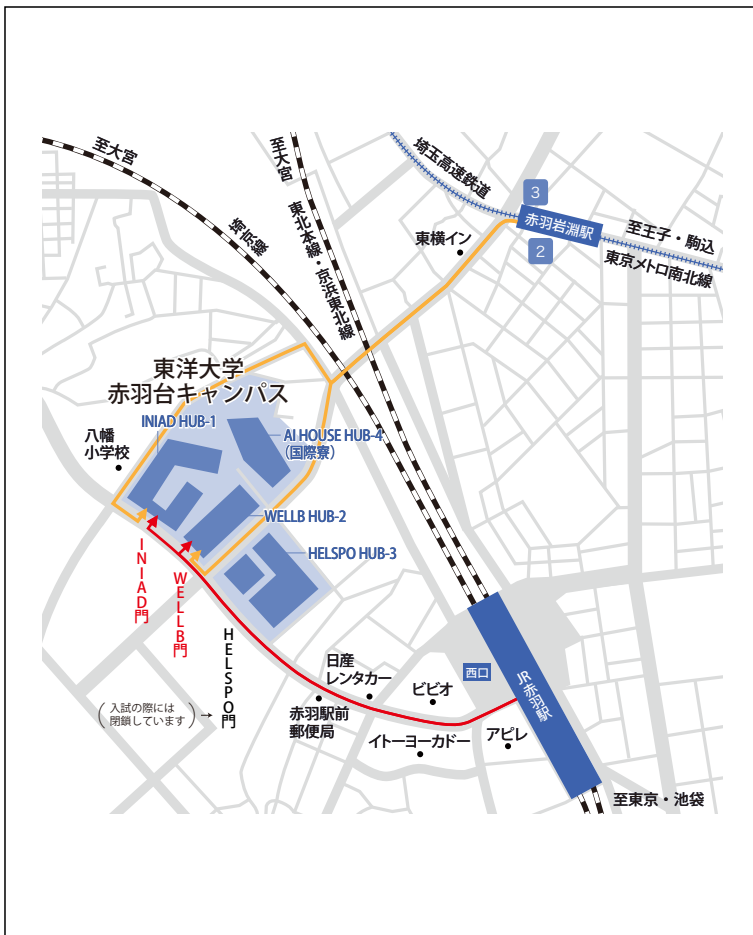 至大宮
至大宮
埼京線
東北本線・京浜東北線
埼玉高速鉄道
3
赤羽岩淵駅
2
至王子・駒込
東京メトロ南北線
東横イン
東洋大学
赤羽台キャンパス
INIAD HUB-1
八幡
小学校
AI HOUSE HUB-4
(国際寮)
WELLB HUB-2
HELSPO HUB-3
INIAD門
WELLB門
HELSPO門
入試の際には
閉鎖しています
→
日産
レンタカー
赤羽駅前
郵便局
ビビオ
イトーヨーカドー
アピレ
西口
JR赤羽駅
至東京・池袋